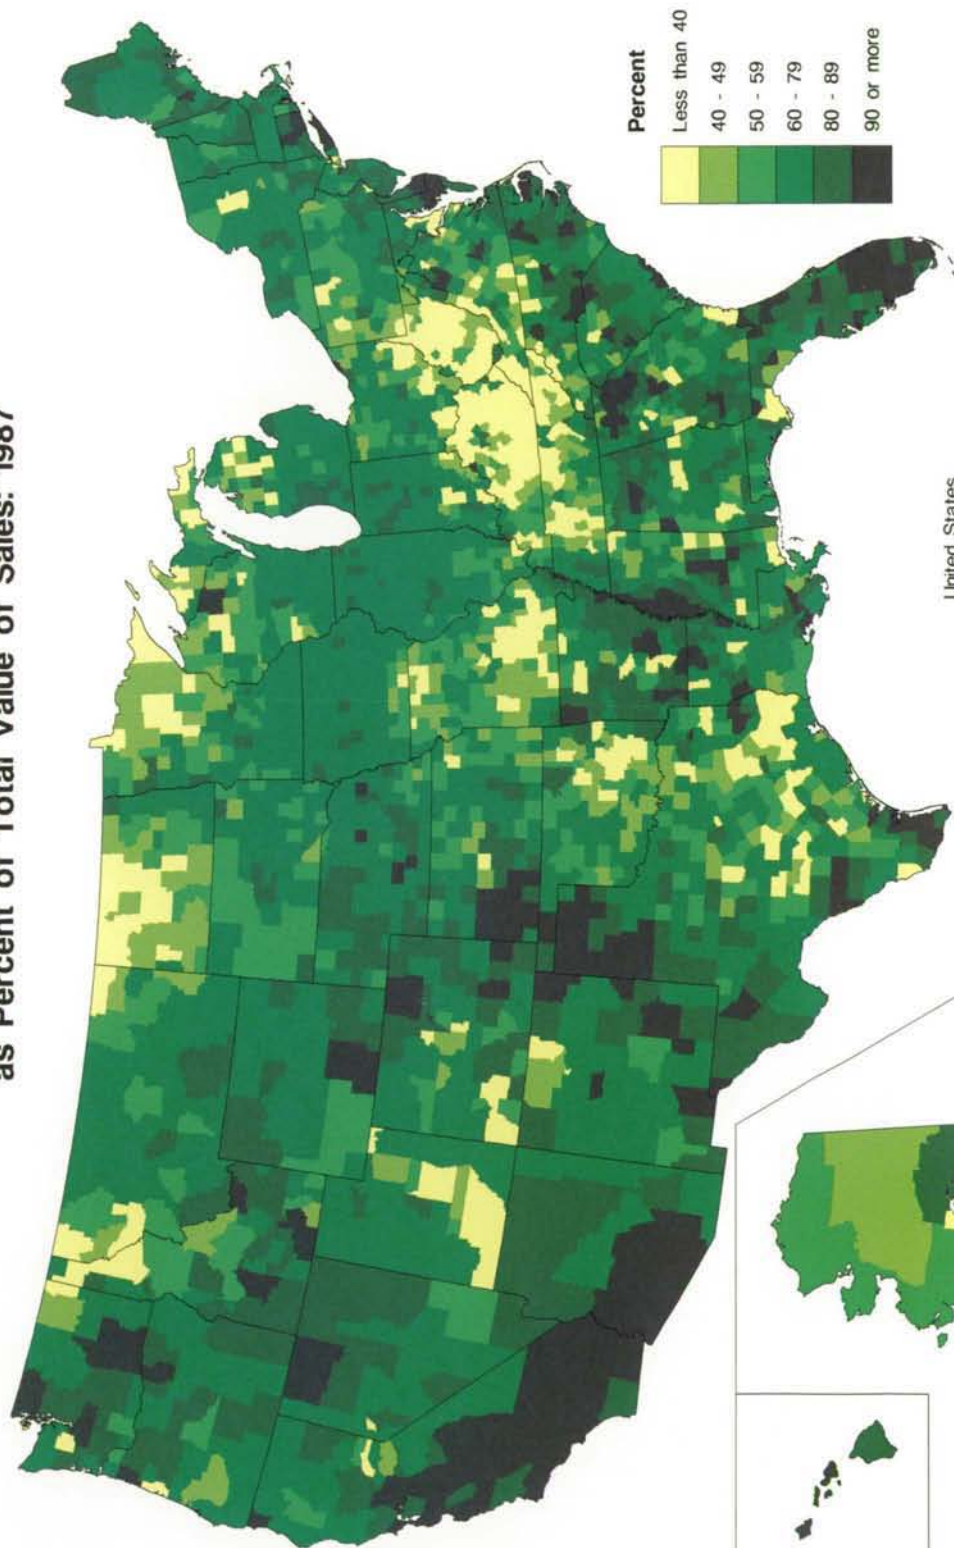 as Percent of Total Value of Sales: 1987
Percent
Less than 40
40 - 49
50 - 59
60 - 79
80 - 89
90 or more
United States